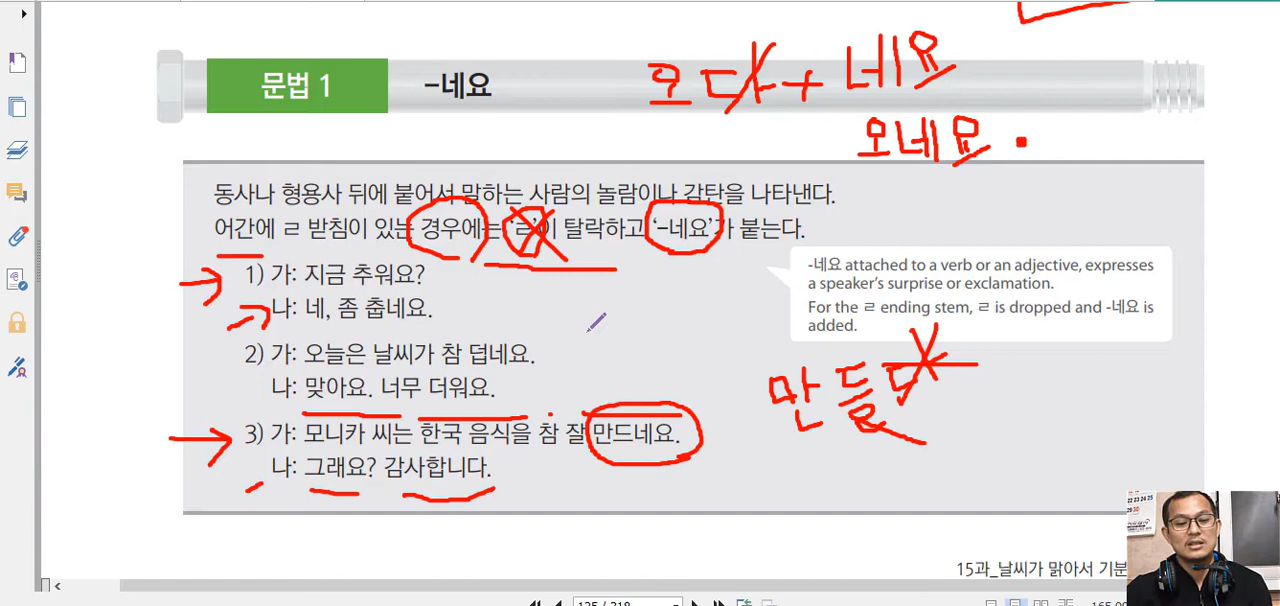 문법 1 -네요
오다 + 네요
오네요.
동사나 형용사 뒤에 붙어서 말하는 사람의 놀람이나 감탄을 나타낸다.
어간에 ㄹ 받침이 있는 경우에는 'ㄹ'이 탈락하고 '-네요'가 붙는다.
1) 가: 지금 추워요?
나: 네, 좀 춥네요.
-네요 attached to a verb or an adjective, expresses
a speaker's surprise or exclamation.
For the ㄹ ending stem, ㄹ is dropped and -네요 is
added.
2) 가: 오늘은 날씨가 참 덥네요.
나: 맞아요. 너무 더워요.
만들다
3) 가: 모니카 씨는 한국 음식을 참 잘 만드네요.
나: 그래요? 감사합니다.
15과_날씨가 맑아서 기분
125 / 218